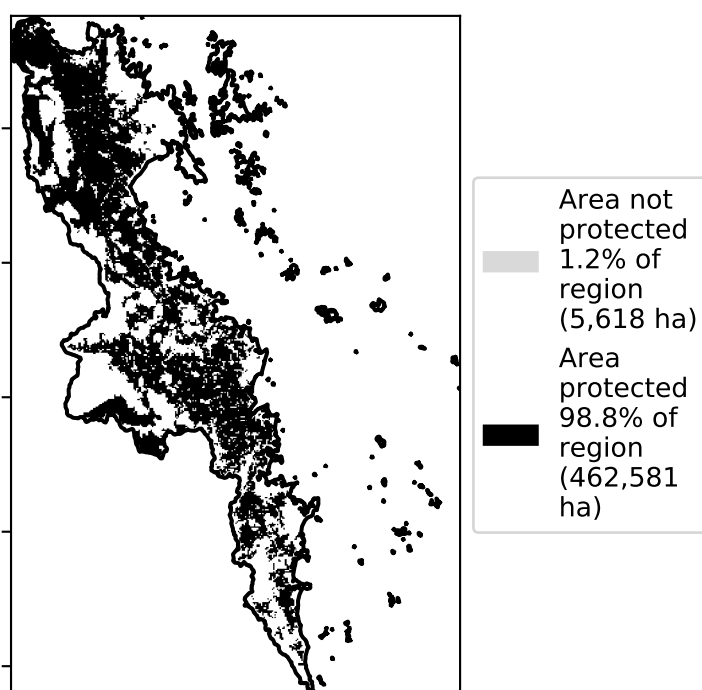 Area not
protected
1.2% of
region
(5,618 ha)
Area
protected
98.8% of
region
(462,581
ha)